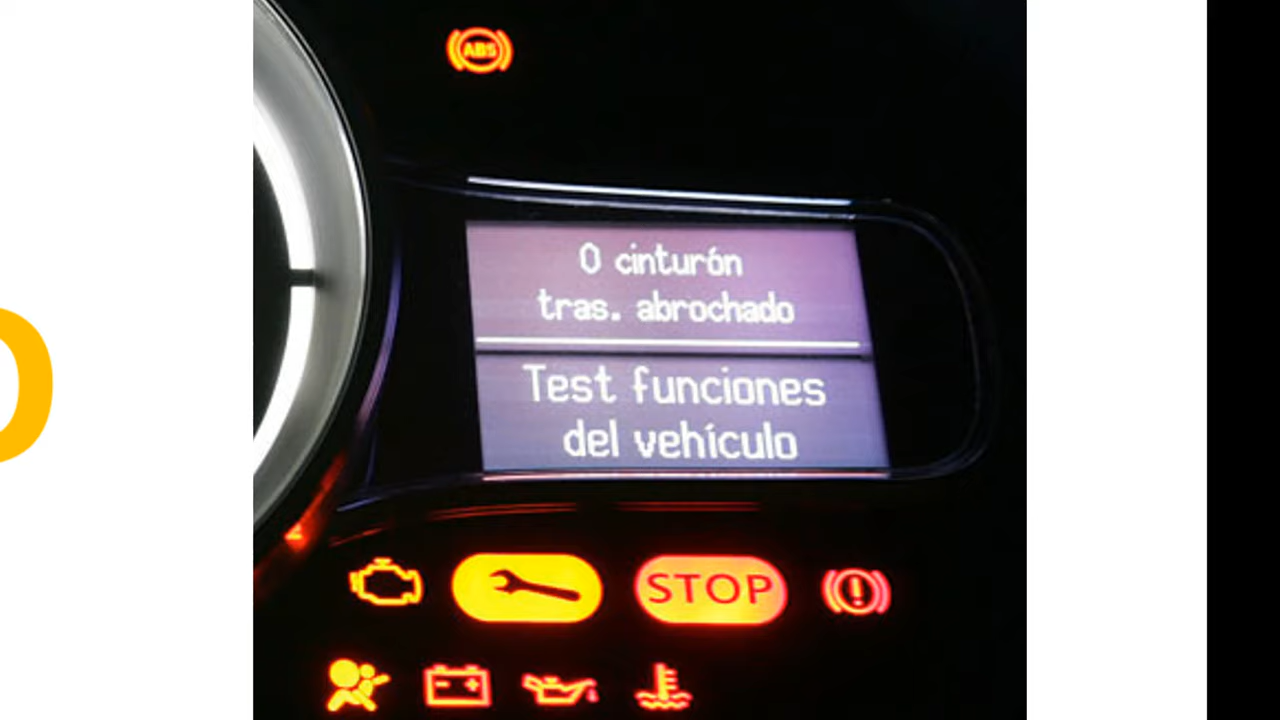 ABS
0 cinturón
tras. abrochado
Test funciones
del vehículo
STOP